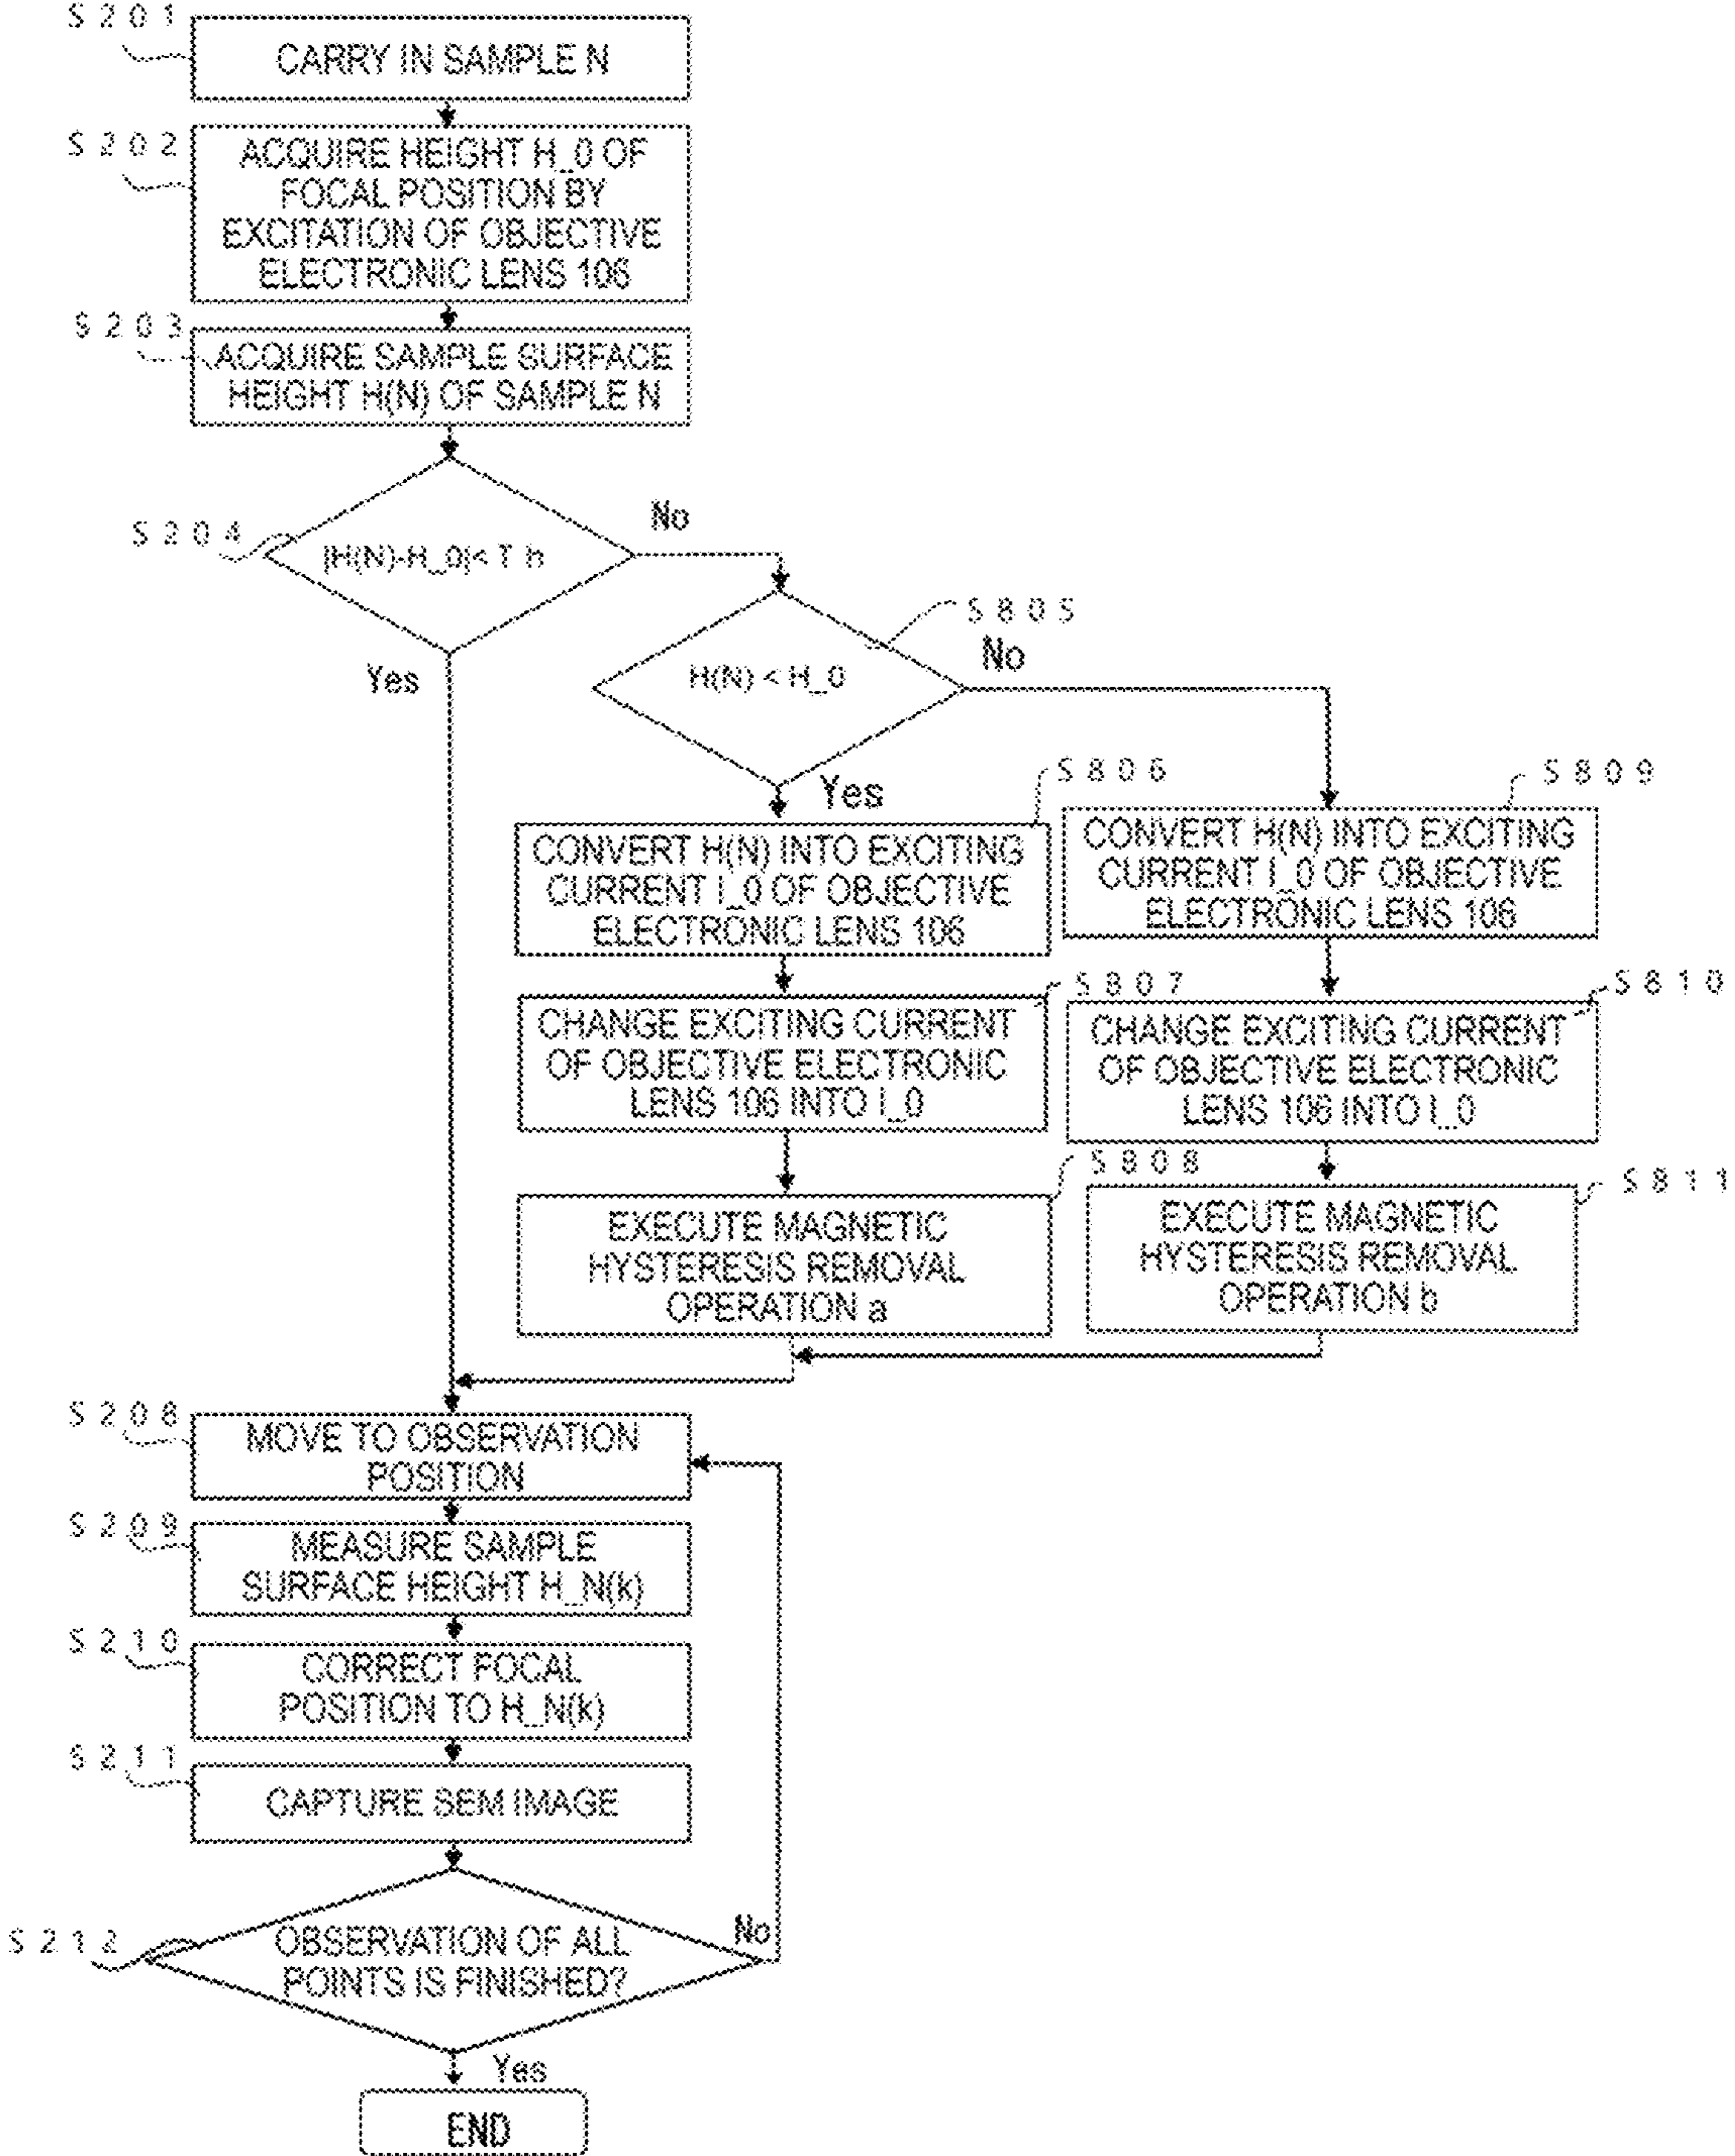 S201
CARRY IN SAMPLE N
S202
ACQUIRE HEIGHT H_0 OF
FOCAL POSITION BY
EXCITATION OF OBJECTIVE
ELECTRONIC LENS 106
S203
ACQUIRE SAMPLE SURFACE
HEIGHT H(N) OF SAMPLE N
S204
|H(N)-H_0|< T h
No
Yes
S805
H(N) < H_0
No
Yes
S806
CONVERT H(N) INTO EXCITING
CURRENT I_0 OF OBJECTIVE
ELECTRONIC LENS 106
S807
CHANGE EXCITING CURRENT
OF OBJECTIVE ELECTRONIC
LENS 106 INTO I_0
S808
EXECUTE MAGNETIC
HYSTERESIS REMOVAL
OPERATION a
S809
CONVERT H(N) INTO EXCITING
CURRENT I_0 OF OBJECTIVE
ELECTRONIC LENS 106
S810
CHANGE EXCITING CURRENT
OF OBJECTIVE ELECTRONIC
LENS 106 INTO I_0
S811
EXECUTE MAGNETIC
HYSTERESIS REMOVAL
OPERATION b
S208
MOVE TO OBSERVATION
POSITION
S209
MEASURE SAMPLE
SURFACE HEIGHT H_N(k)
S210
CORRECT FOCAL
POSITION TO H_N(k)
S211
CAPTURE SEM IMAGE
S212
OBSERVATION OF ALL
POINTS IS FINISHED?
No
Yes
END